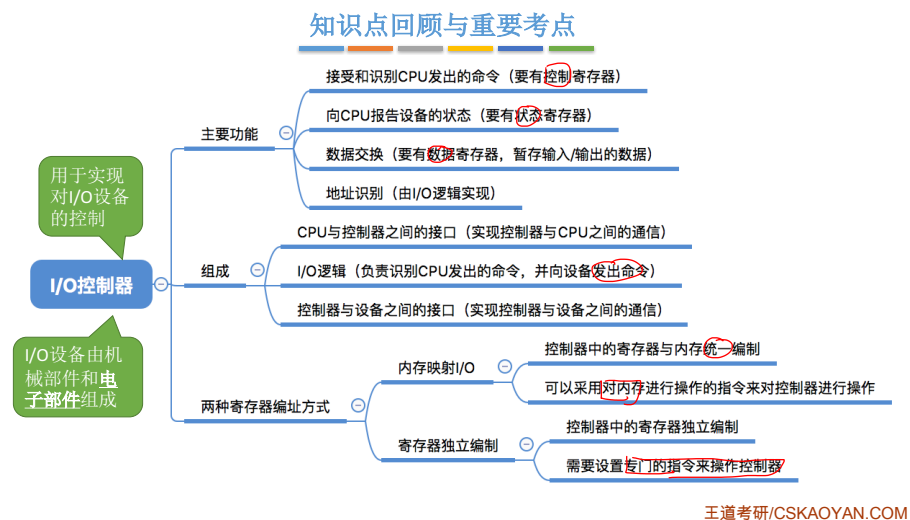 知识点回顾与重要考点
接受和识别CPU发出的命令（要有控制寄存器）
向CPU报告设备的状态（要有状态寄存器）
主要功能
数据交换（要有数据寄存器，暂存输入/输出的数据）
地址识别（由I/O逻辑实现）
用于实现
对I/O设备
的控制
CPU与控制器之间的接口（实现控制器与CPU之间的通信）
组成
I/O逻辑（负责识别CPU发出的命令，并向设备发出命令）
I/O控制器
控制器与设备之间的接口（实现控制器与设备之间的通信）
I/O设备由机
械部件和电
子部件组成
控制器中的寄存器与内存统一编制
内存映射I/O
可以采用对内存进行操作的指令来对控制器进行操作
两种寄存器编址方式
控制器中的寄存器独立编制
寄存器独立编制
需要设置专门的指令来操作控制器
王道考研/CSKAOYAN.COM